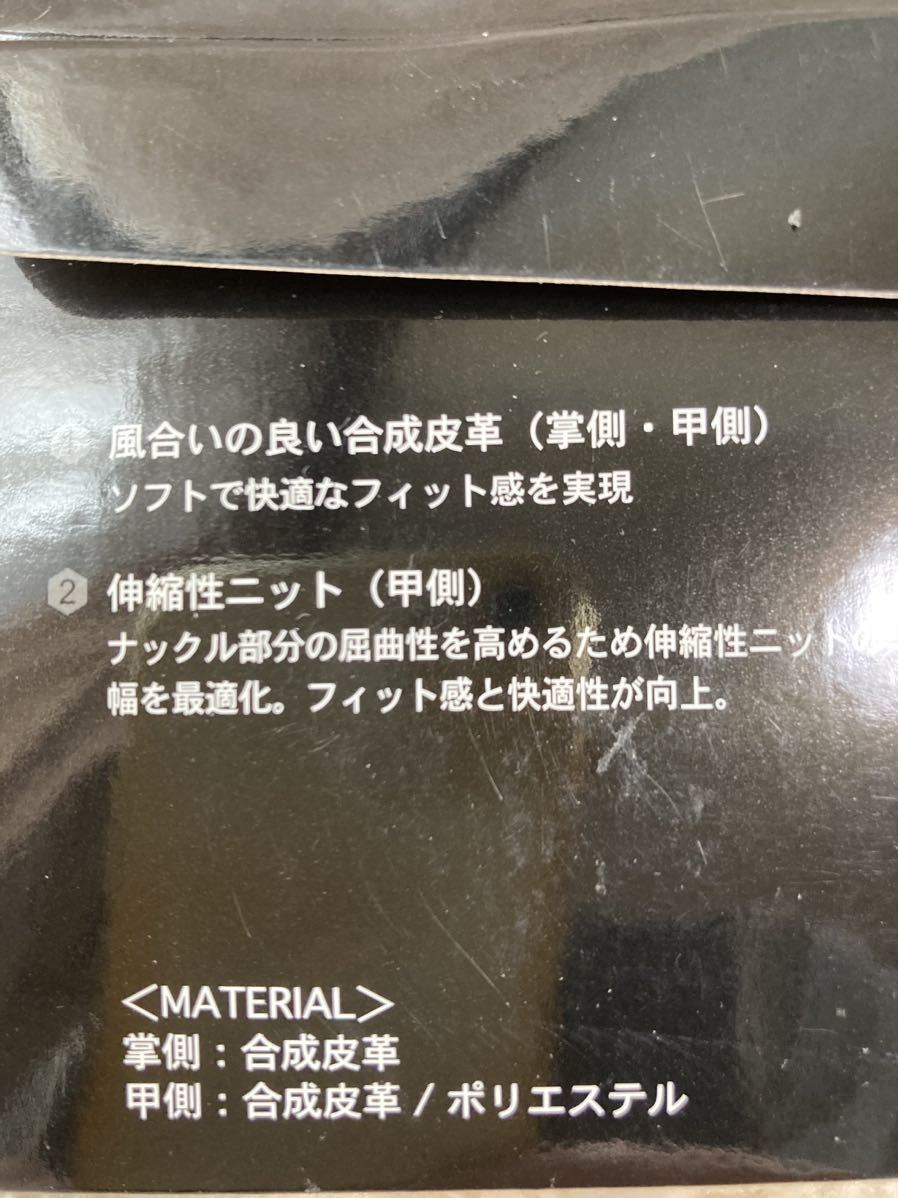 風合いの良い合成皮革（掌側・甲側）
ソフトで快適なフィット感を実現
2 伸縮性ニット（甲側）
ナックル部分の屈曲性を高めるため伸縮性ニットの
幅を最適化。フィット感と快適性が向上。
＜MATERIAL＞
掌側：合成皮革
甲側：合成皮革 / ポリエステル